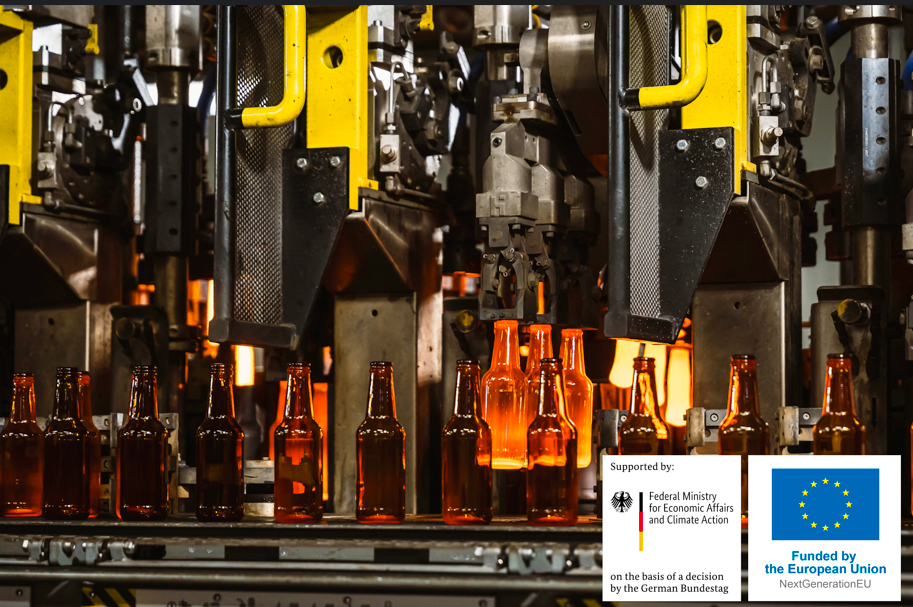 Supported by:
Federal Ministry
for Economic Affairs
and Climate Action
on the basis of a decision
by the German Bundestag
Funded by
the European Union
NextGenerationEU